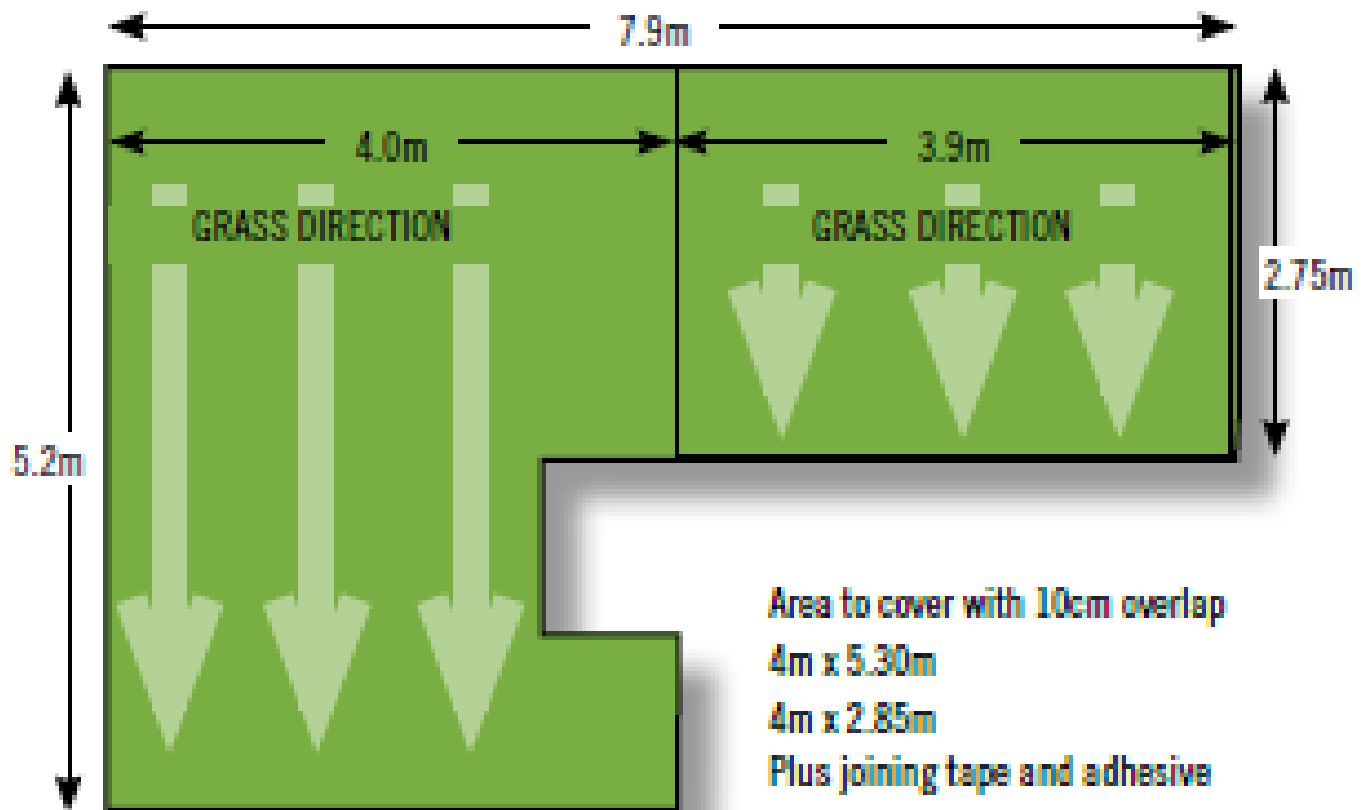 7.9m
4.0m
3.9m
GRASS DIRECTION
GRASS DIRECTION
2.75m
5.2m
Area to cover with 10cm overlap
4m x 5.30m
4m x 2.85m
Plus joining tape and adhesive